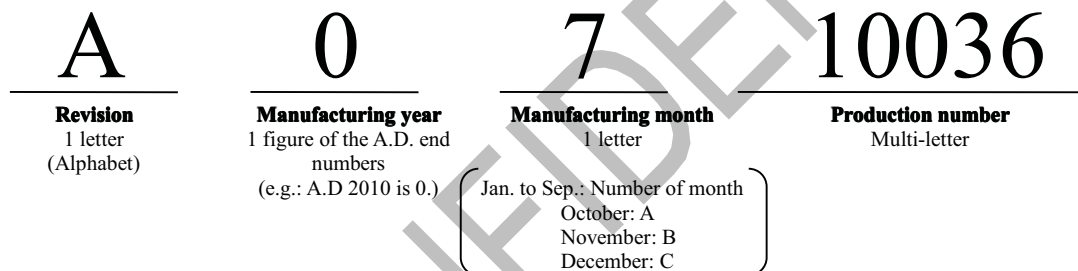 A 0 7 10036
Revision Manufacturing year Manufacturing month Production number
1 letter 1 figure of the A.D. end 1 letter Multi-letter
(Alphabet) numbers
(e.g.: A.D 2010 is 0.) Jan. to Sep.: Number of month
October: A
November: B
December: C